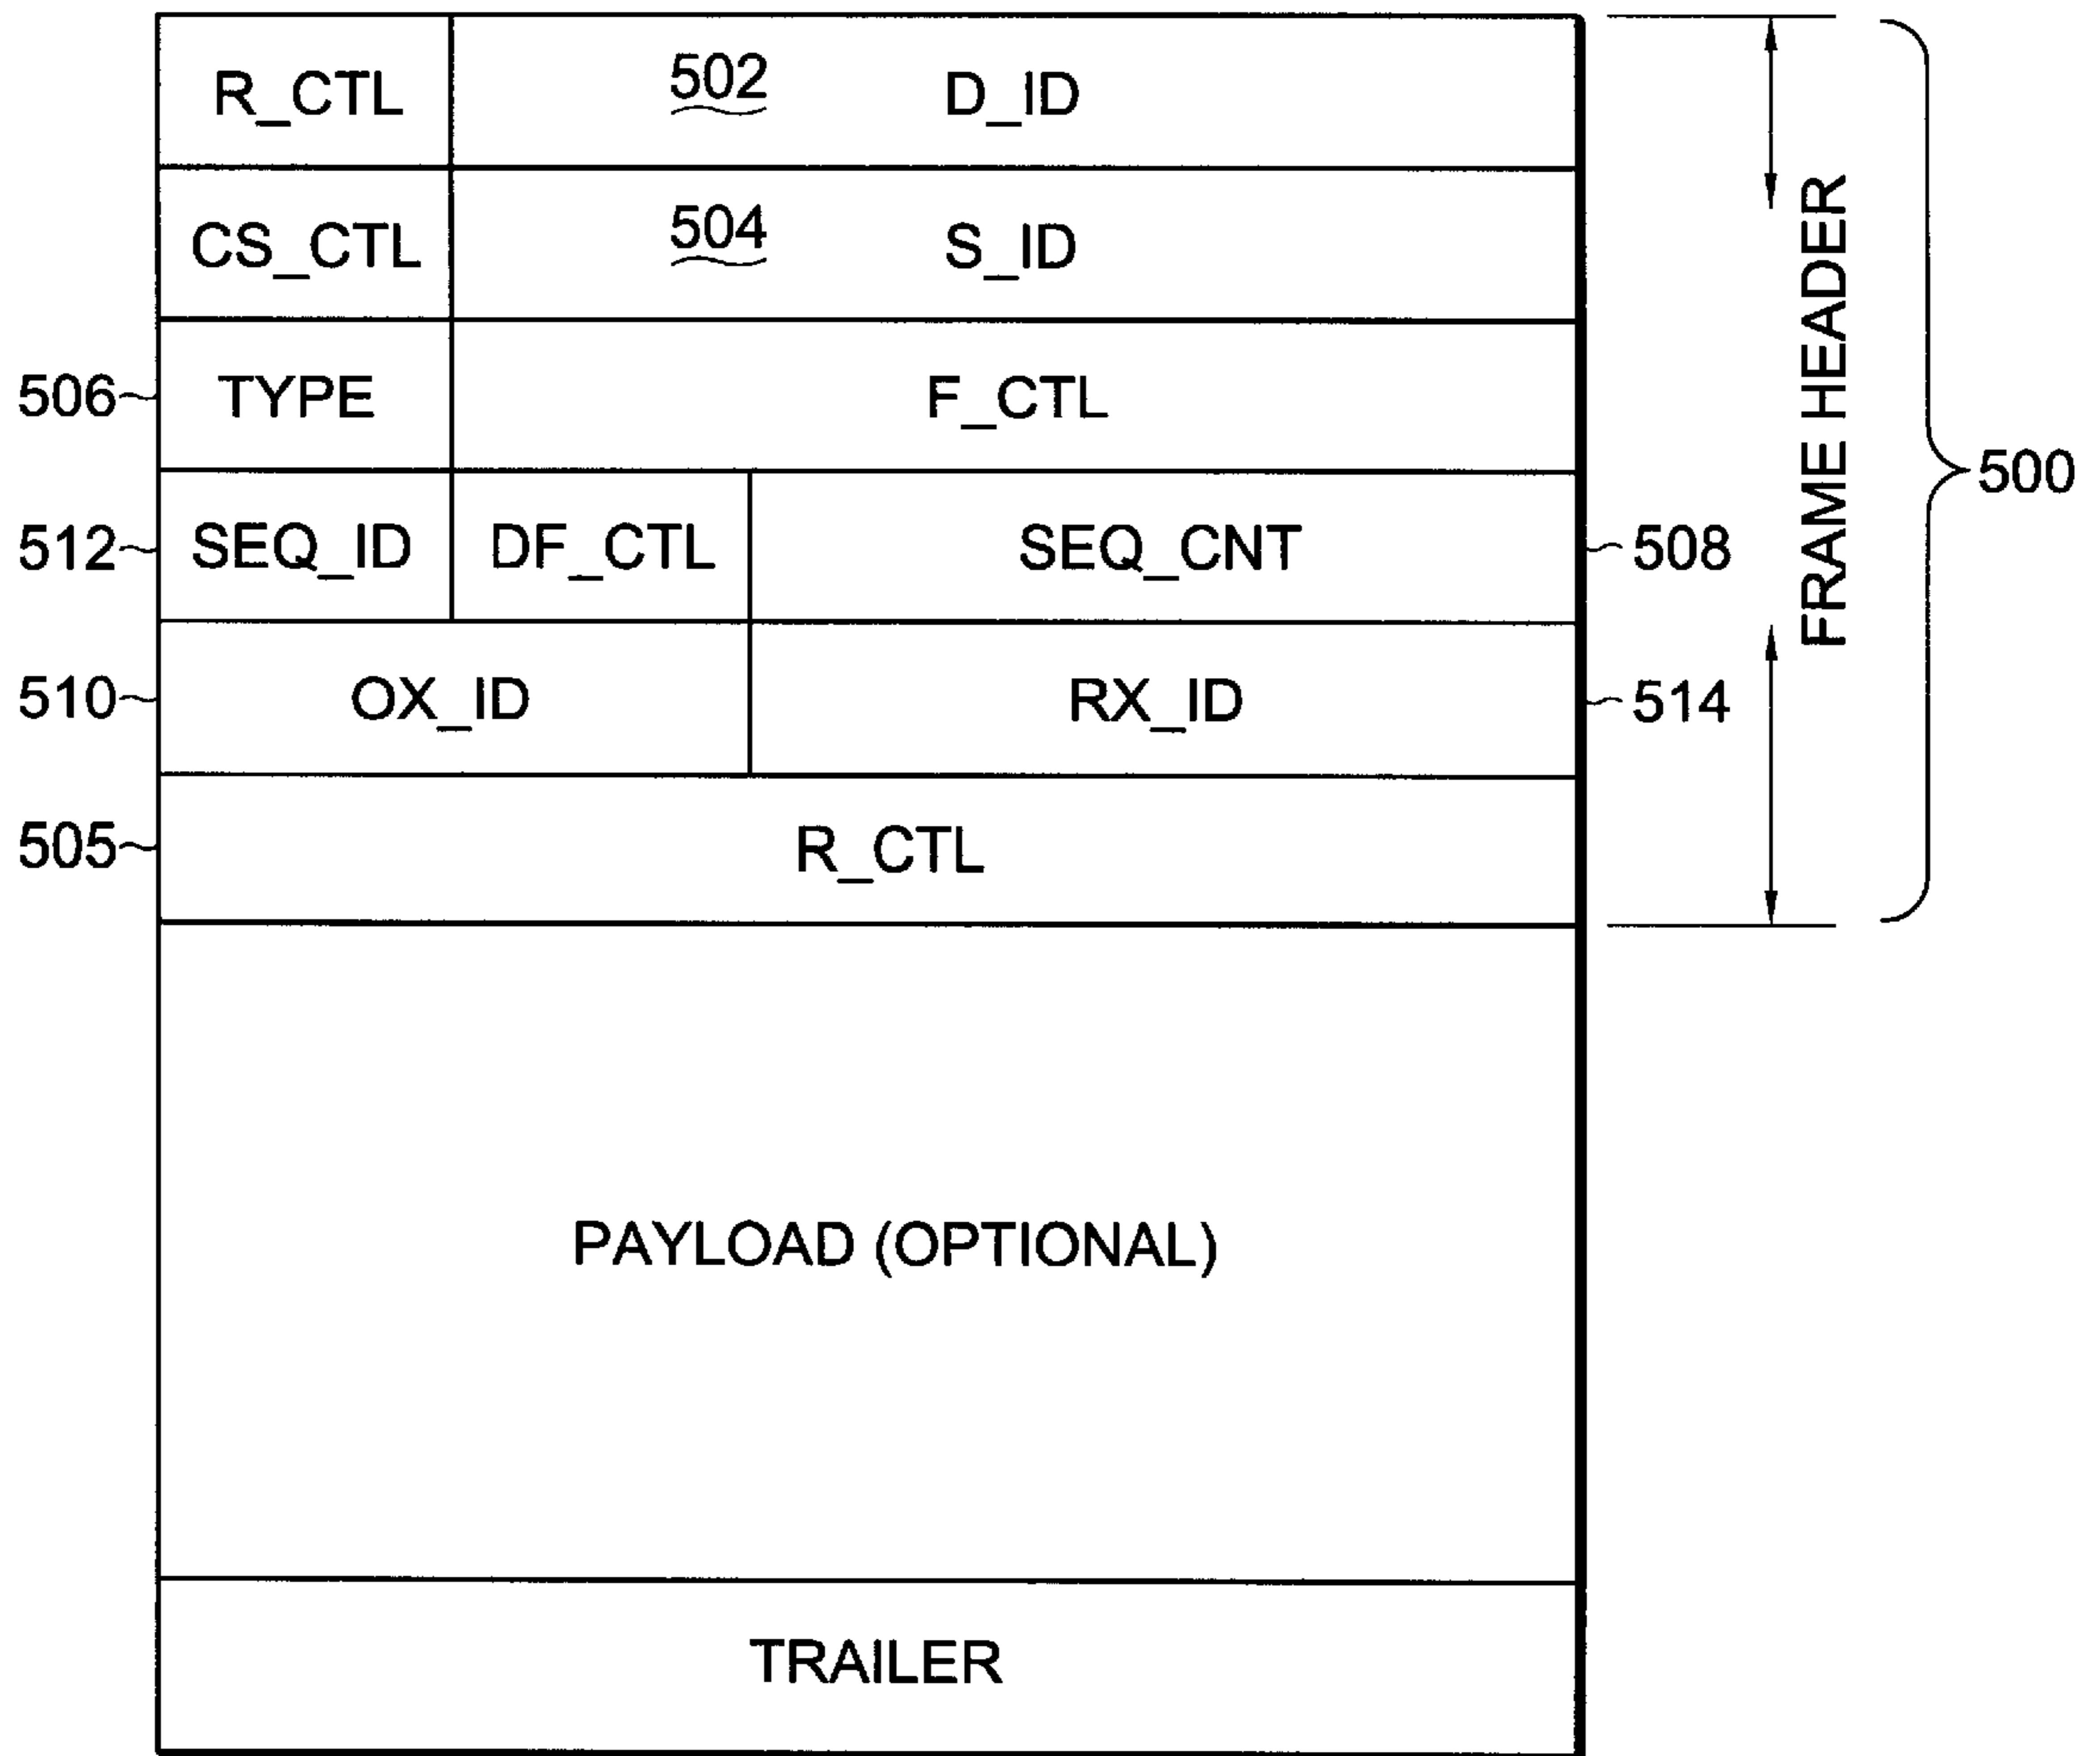 R_CTL 502 D_ID
CS_CTL 504 S_ID
506 TYPE F_CTL
512 SEQ_ID DF_CTL SEQ_CNT 508
510 OX_ID RX_ID 514
505 R_CTL
FRAME HEADER
500
PAYLOAD (OPTIONAL)
TRAILER